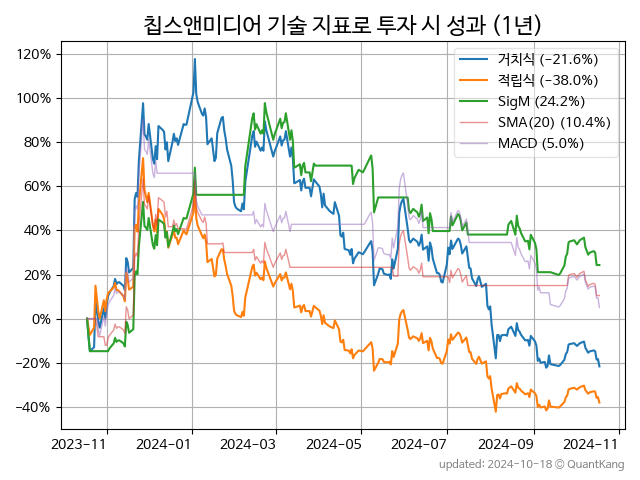 칩스앤미디어 기술 지표로 투자 시 성과 (1년)
거치식 (-21.6%)
적립식 (-38.0%)
SigM (24.2%)
SMA(20) (10.4%)
MACD (5.0%)
120%
100%
80%
60%
40%
20%
0%
-20%
-40%
2023-11
2024-01
2024-03
2024-05
2024-07
2024-09
2024-11
updated: 2024-10-18 © QuantKang